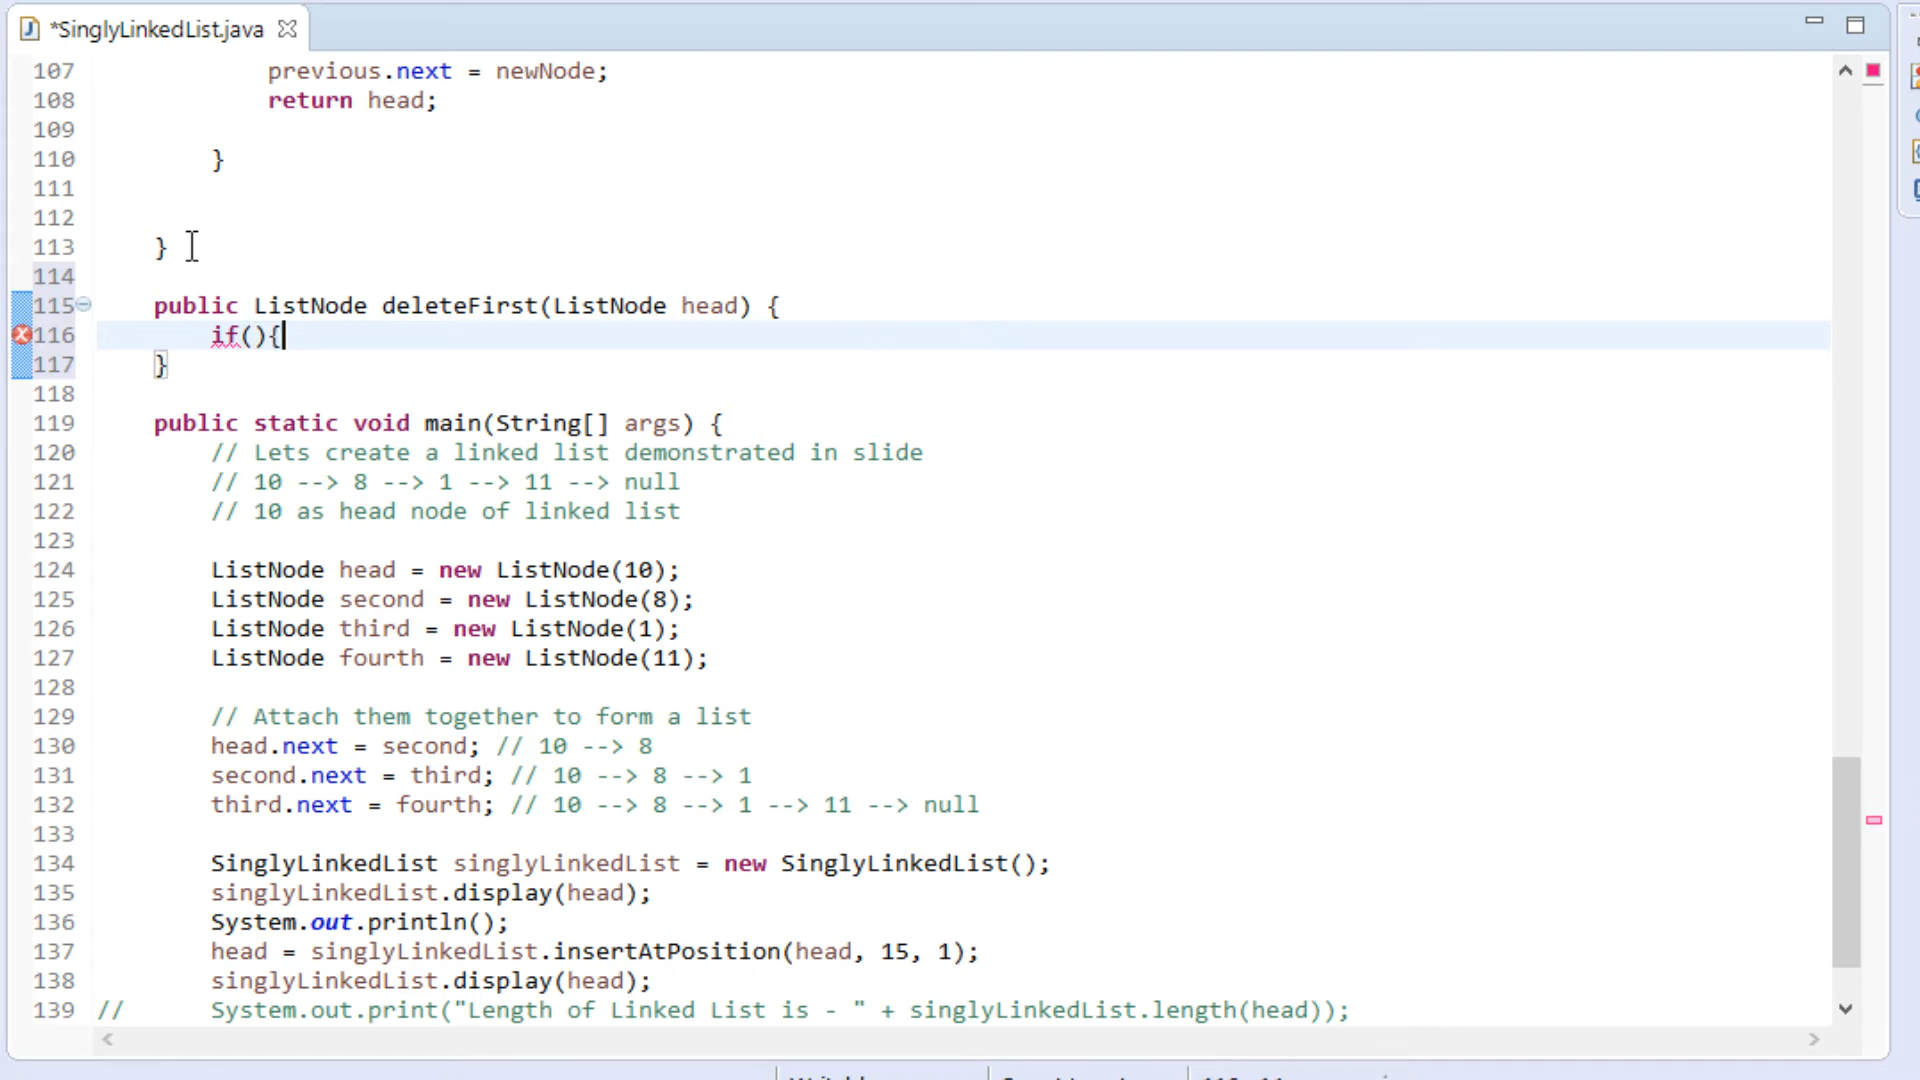 *SinglyLinkedList.java
107 previous.next = newNode;
108 return head;
109
110 }
111
112
113 }
114
115 public ListNode deleteFirst(ListNode head) {
116 if(){
117 }
118
119 public static void main(String[] args) {
120 // Lets create a linked list demonstrated in slide
121 // 10 --> 8 --> 1 --> 11 --> null
122 // 10 as head node of linked list
123
124 ListNode head = new ListNode(10);
125 ListNode second = new ListNode(8);
126 ListNode third = new ListNode(1);
127 ListNode fourth = new ListNode(11);
128
129 // Attach them together to form a list
130 head.next = second; // 10 --> 8
131 second.next = third; // 10 --> 8 --> 1
132 third.next = fourth; // 10 --> 8 --> 1 --> 11 --> null
133
134 SinglyLinkedList singlyLinkedList = new SinglyLinkedList();
135 singlyLinkedList.display(head);
136 System.out.println();
137 head = singlyLinkedList.insertAtPosition(head, 15, 1);
138 singlyLinkedList.display(head);
139 // System.out.print("Length of Linked List is - " + singlyLinkedList.length(head));